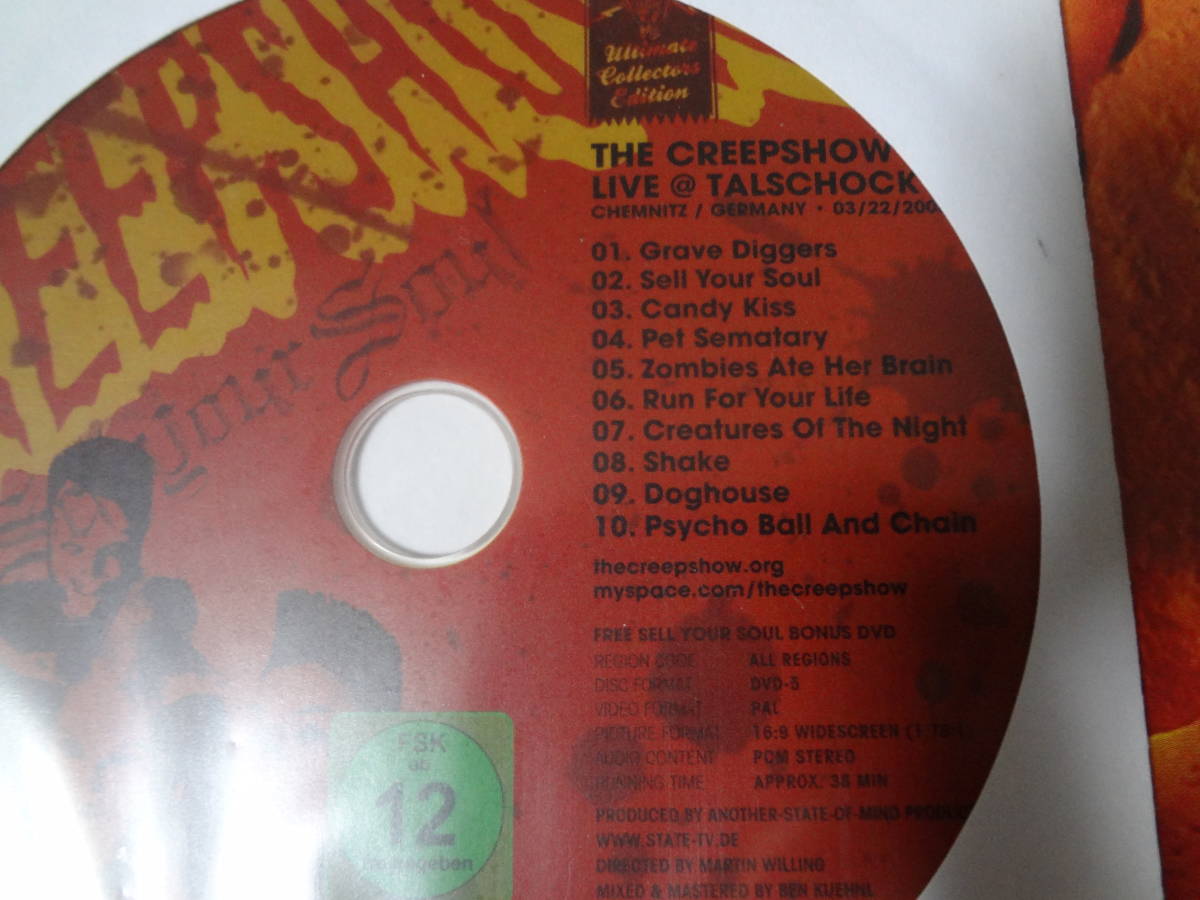 Ultimate
Collectors
Edition
THE CREEPSHOW
LIVE @ TALSCHOCK
CHEMNITZ / GERMANY · 03/22/200
01. Grave Diggers
02. Sell Your Soul
03. Candy Kiss
04. Pet Sematary
05. Zombies Ate Her Brain
06. Run For Your Life
07. Creatures Of The Night
08. Shake
09. Doghouse
10. Psycho Ball And Chain
thecreepshow.org
myspace.com/thecreepshow
FREE SELL YOUR SOUL BONUS DVD
REGION CODE ALL REGIONS
DISC FORMAT DVD-5
VIDEO FORMAT PAL
PICTURE FORMAT 16:9 WIDESCREEN
AUDIO CONTENT PCM STEREO
RUNNING TIME APPROX. 38 MIN
PRODUCED BY ANOTHER-STATE-OF-MIND PRODUC
WWW.STATE-TV.DE
DIRECTED BY MARTIN WILLING
MIXED & MASTERED BY BEN KUEHNL
EEPSHOW
your Soul
FSK
ab
12
freigegeben